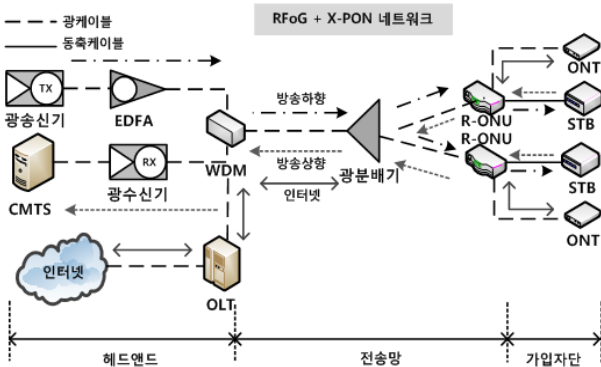 광케이블
동축케이블
RFoG + X-PON 네트워크
TX
광송신기
EDFA
방송하향
R-ONU
R-ONU
ONT
STB
CMTS
RX
광수신기
WDM
방송상향
인터넷
광분배기
STB
ONT
인터넷
OLT
헤드앤드
전송망
가입자단